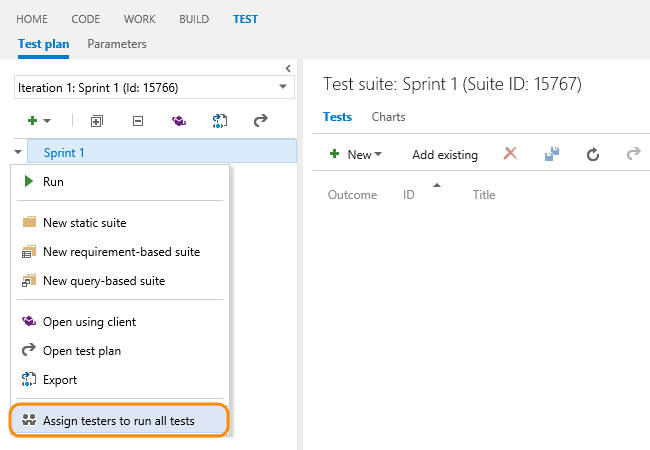 HOME CODE WORK BUILD TEST
Test plan Parameters
Iteration 1: Sprint 1 (Id: 15766)
Sprint 1
Run
New static suite
New requirement-based suite
New query-based suite
Open using client
Open test plan
Export
Assign testers to run all tests
Test suite: Sprint 1 (Suite ID: 15767)
Tests Charts
New Add existing
Outcome ID Title